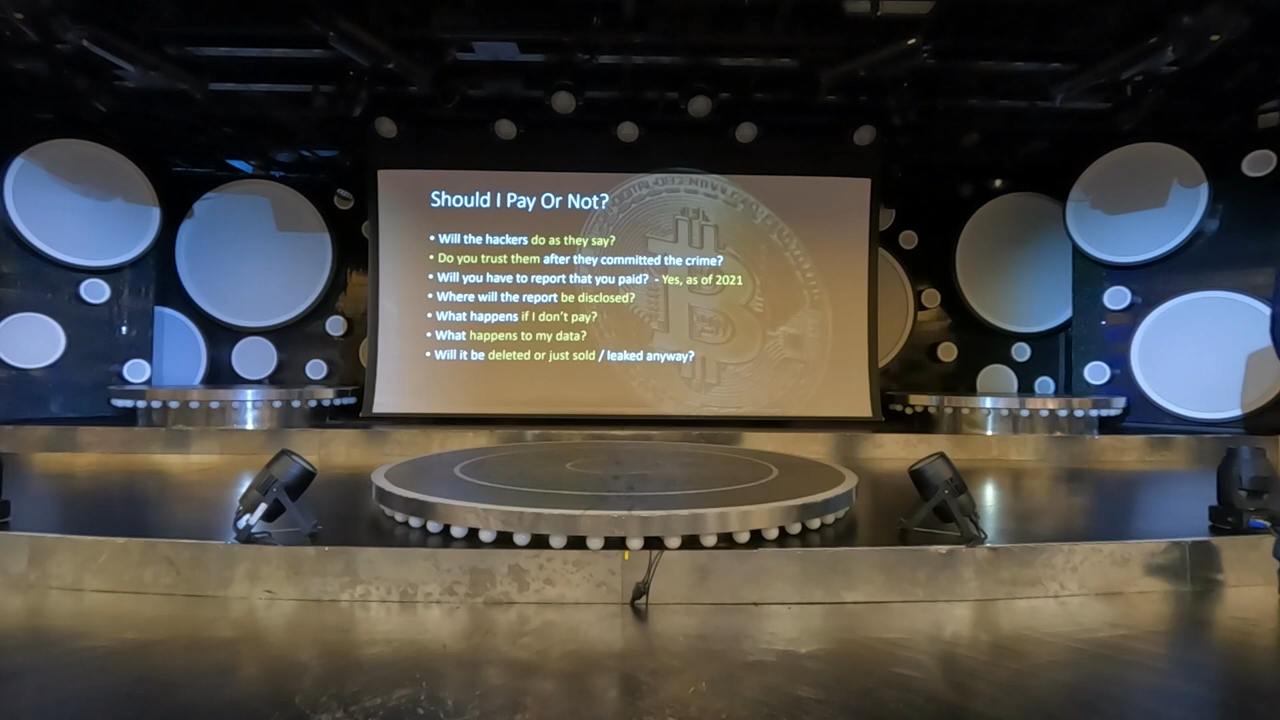 Should I Pay Or Not?
• Will the hackers do as they say?
• Do you trust them after they committed the crime?
• Will you have to report that you paid?  - Yes, as of 2021
• Where will the report be disclosed?
• What happens if I don't pay?
• What happens to my data?
• Will it be deleted or just sold / leaked anyway?